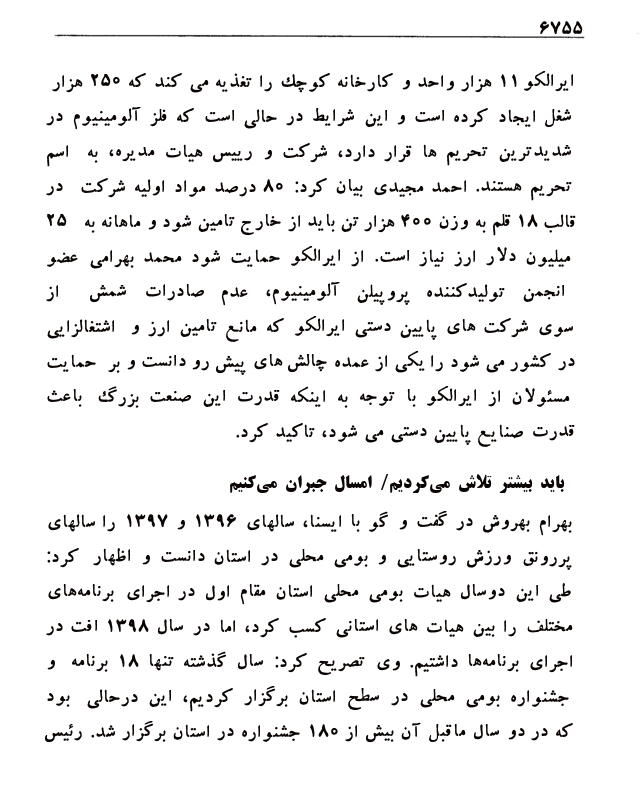 ۶۷۵۵
ایرالکو ۱۱ هزار واحد و کارخانه کوچک را تغذیه می کند که ۲۵۰ هزار
شغل ایجاد کرده است و این شرایط در حالی است که فلز آلومینیوم در
شدیدترین تحریم ها قرار دارد، شرکت و رییس هیات مدیره، به اسم
تحریم هستند. احمد مجیدی بیان کرد: ۸۰ درصد مواد اولیه شرکت در
قالب ۱۸ قلم به وزن ۴۰۰ هزار تن باید از خارج تامین شود و ماهانه به ۲۵
میلیون دلار ارز نیاز است. از ایرالکو حمایت شود محمد بهرامی عضو
انجمن تولیدکننده پروپیلن آلومینیوم، عدم صادرات شمش از
سوی شرکت های پایین دستی ایرالکو که مانع تامین ارز و اشتغالزایی
در کشور می شود را یکی از عمده چالش های پیش رو دانست و بر حمایت
مسئولان از ایرالکو با توجه به اینکه قدرت این صنعت بزرگ باعث
قدرت صنایع پایین دستی می شود، تاکید کرد.
باید بیشتر تلاش می‌کردیم/ امسال جبران می‌کنیم
بهرام بهروش در گفت و گو با ایسنا، سالهای ۱۳۹۶ و ۱۳۹۷ را سالهای
پررونق ورزش روستایی و بومی محلی در استان دانست و اظهار کرد:
طی این دوسال هیات بومی محلی استان مقام اول در اجرای برنامه‌های
مختلف را بین هیات های استانی کسب کرد، اما در سال ۱۳۹۸ افت در
اجرای برنامه‌ها داشتیم. وی تصریح کرد: سال گذشته تنها ۱۸ برنامه و
جشنواره بومی محلی در سطح استان برگزار کردیم، این درحالی بود
که در دو سال ماقبل آن بیش از ۱۸۰ جشنواره در استان برگزار شد. رئیس